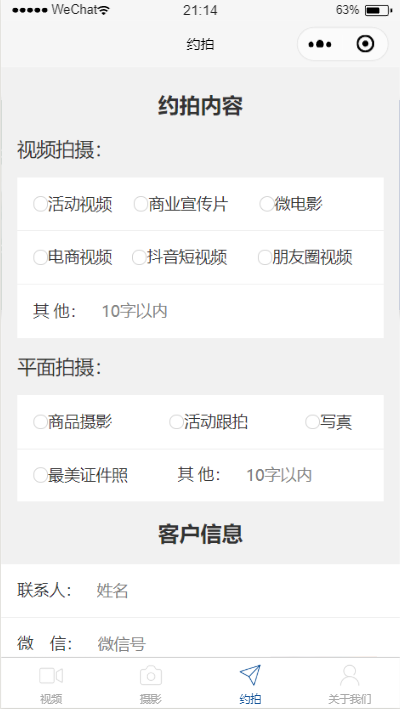 WeChat 21:14 63%
约拍
约拍内容
视频拍摄：
活动视频 商业宣传片 微电影
电商视频 抖音短视频 朋友圈视频
其 他： 10字以内
平面拍摄：
商品摄影 活动跟拍 写真
最美证件照 其 他： 10字以内
客户信息
联系人： 姓名
微 信： 微信号
视频 摄影 约拍 关于我们